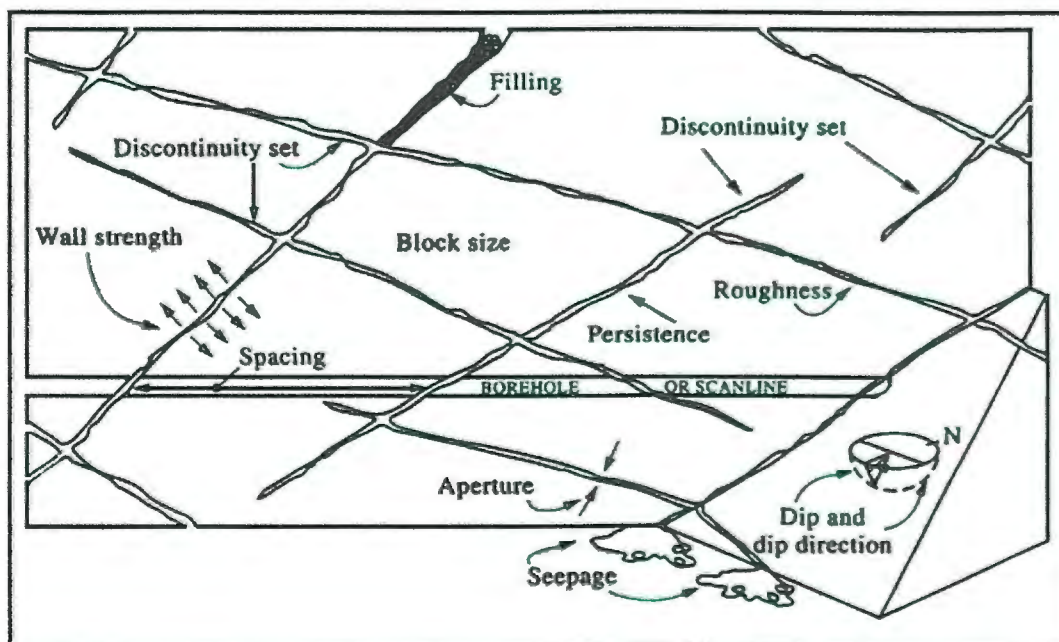 Filling
Discontinuity set
Discontinuity set
Wall strength
Block size
Roughness
Persistence
Spacing
BOREHOLE OR SCANLINE
N
Aperture
Dip and
dip direction
Seepage